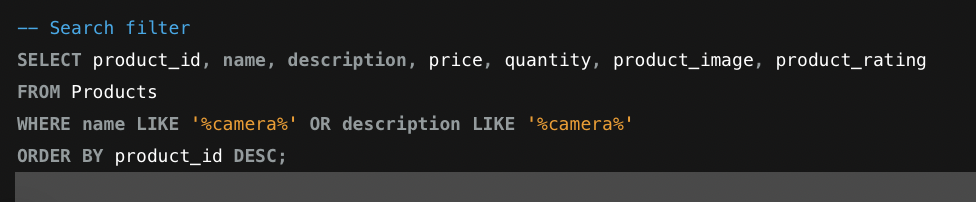 -- Search filter
SELECT product_id, name, description, price, quantity, product_image, product_rating
FROM Products
WHERE name LIKE '%camera%' OR description LIKE '%camera%'
ORDER BY product_id DESC;